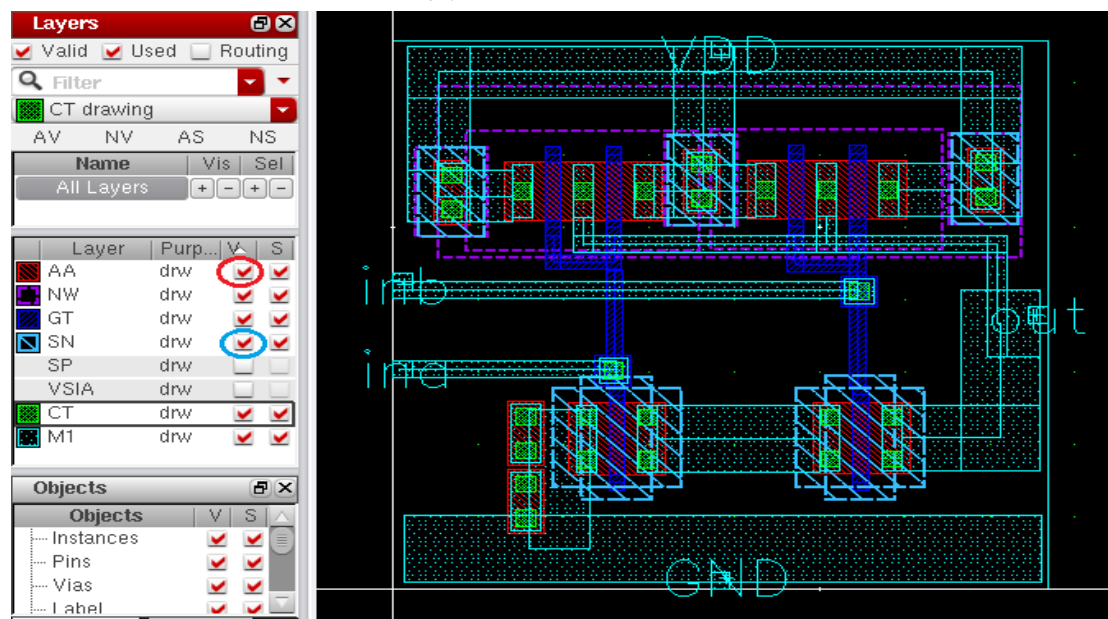 Layers
Valid Used Routing
Filter
CT drawing
AV NV AS NS
Name Vis Sel
All Layers + - + -
Layer Purp... V S
AA drw
NW drw
GT drw
SN drw
SP drw
VSIA drw
CT drw
M1 drw
Objects
Objects V S
Instances
Pins
Vias
Label
VDD
inb
out
ina
GND